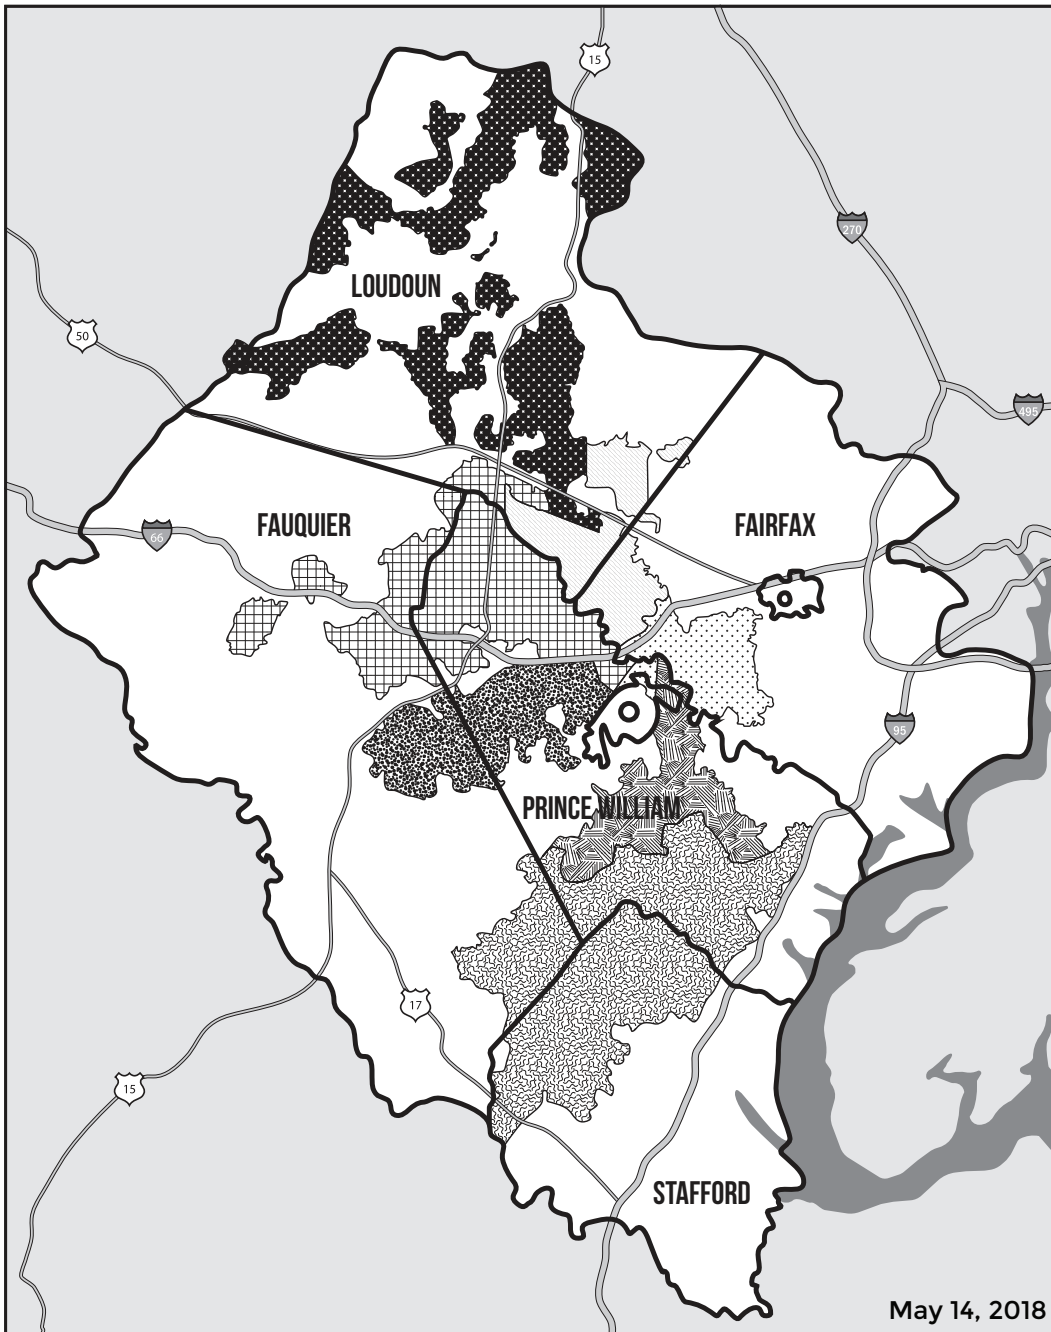 15
270
LOUDOUN
50
495
FAUQUIER
FAIRFAX
66
95
PRINCE WILLIAM
17
15
STAFFORD
May 14, 2018